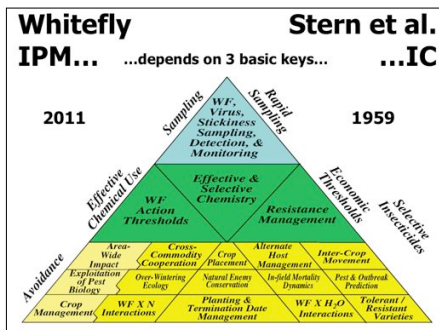 Whitefly
IPM...
Stern et al.
...IC
...depends on 3 basic keys...
2011
1959
Sampling
Rapid
Sampling
WF,
Virus,
Stickiness
Sampling,
Detection, &
Monitoring
Effective
Chemical Use
Economic
Thresholds
Selective
Insecticides
WF
Action
Thresholds
Effective &
Selective
Chemistry
Resistance
Management
Avoidance
Area-
Wide
Impact
Cross-
Commodity
Cooperation
Crop
Placement
Alternate
Host
Management
Inter-Crop
Movement
Exploitation
of Pest
Biology
Over-Wintering
Ecology
Natural Enemy
Conservation
In-field Mortality
Dynamics
Pest & Outbreak
Prediction
Crop
Management
WF X N
Interactions
Planting &
Termination Date
Management
WF X H2O
Interactions
Tolerant /
Resistant
Varieties